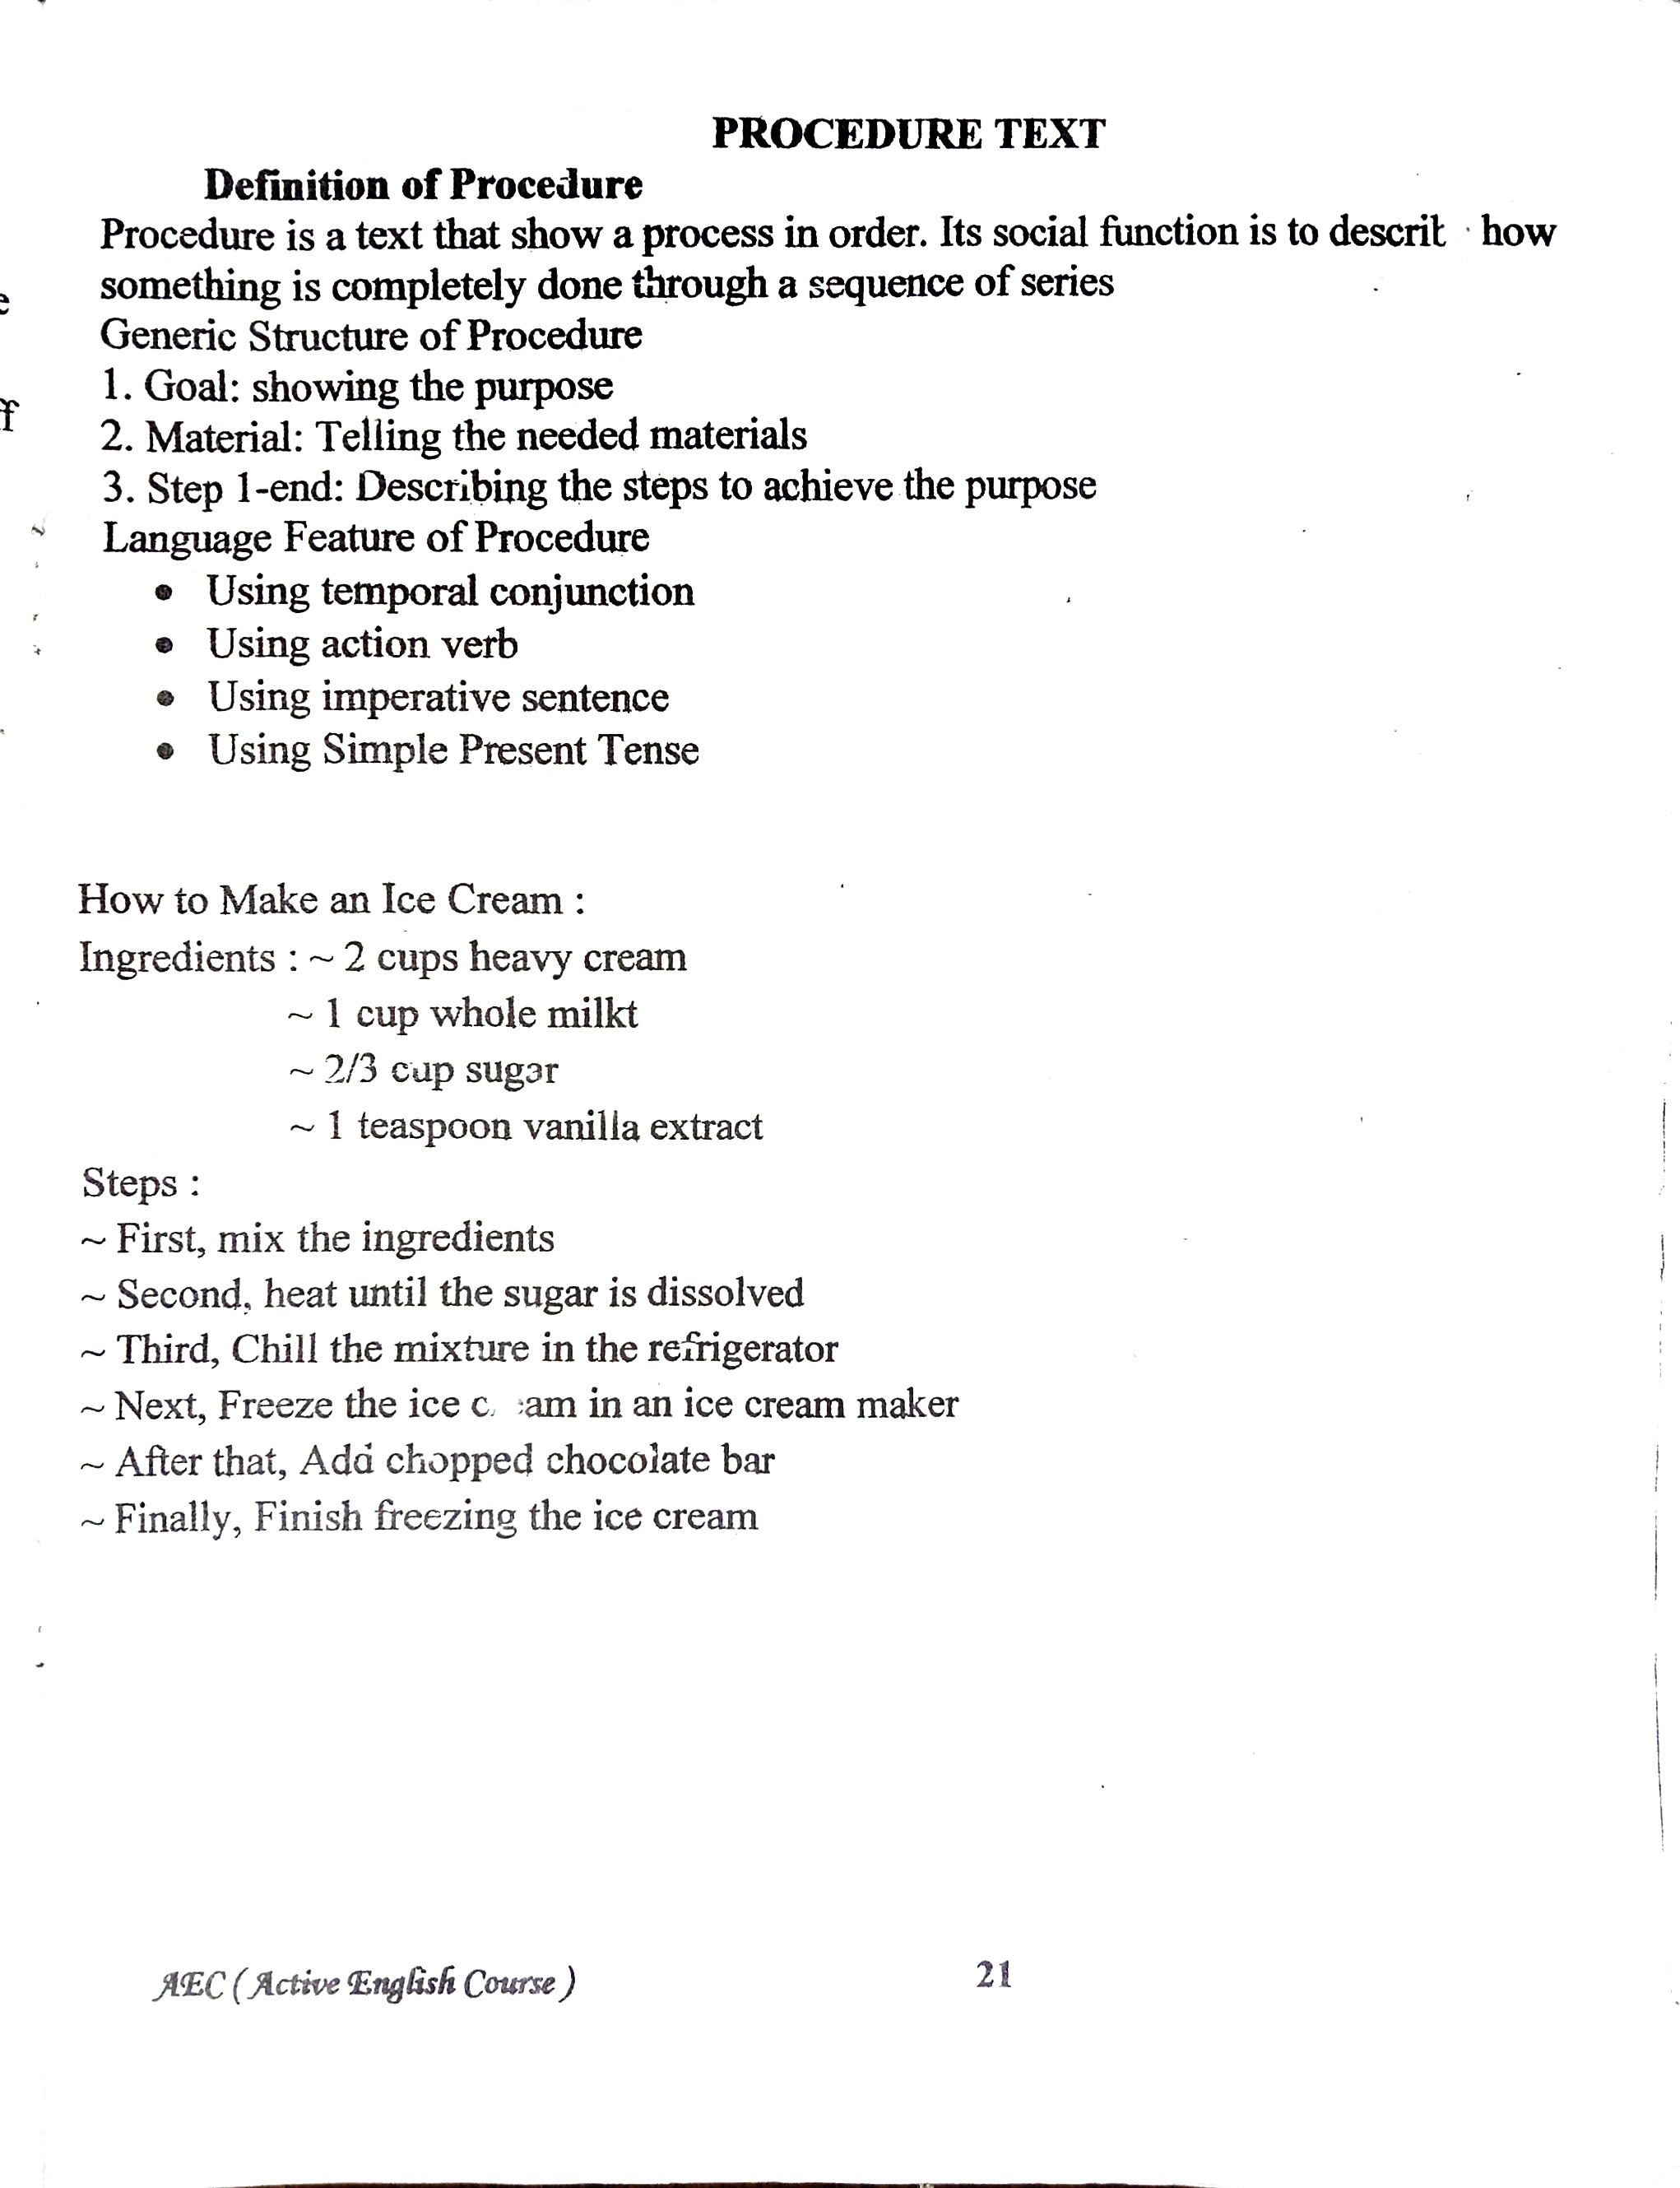 PROCEDURE TEXT
Definition of Procedure
Procedure is a text that show a process in order. Its social function is to how
something is completely done through a sequence of series
Generic Structure of Procedure
1. Goal: showing the purpose
2. Material: Telling the needed materials
3. Step 1-end: Describing the steps to achieve the purpose
Language Feature of Procedure
• Using temporal conjunction
• Using action verb
• Using imperative sentence
• Using Simple Present Tense
How to Make an Ice Cream :
Ingredients : ~ 2 cups heavy cream
~ 1 cup whole milkt
~ 2/3 cup sugar
~ 1 teaspoon vanilla extract
Steps :
~ First, mix the ingredients
~ Second, heat until the sugar is dissolved
~ Third, Chill the mixture in the refrigerator
~ Next, Freeze the ice in an ice cream maker
~ After that, Add chopped chocolate bar
~ Finally, Finish freezing the ice cream
AEC ( Active English Course ) 21